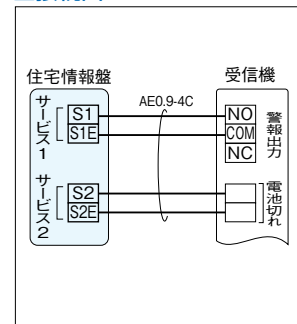 住宅情報盤
受信機
AE0.9-4C
サービス1
S1
S1E
NO
COM
NC
警報出力
サービス2
S2
S2E
電池切れ